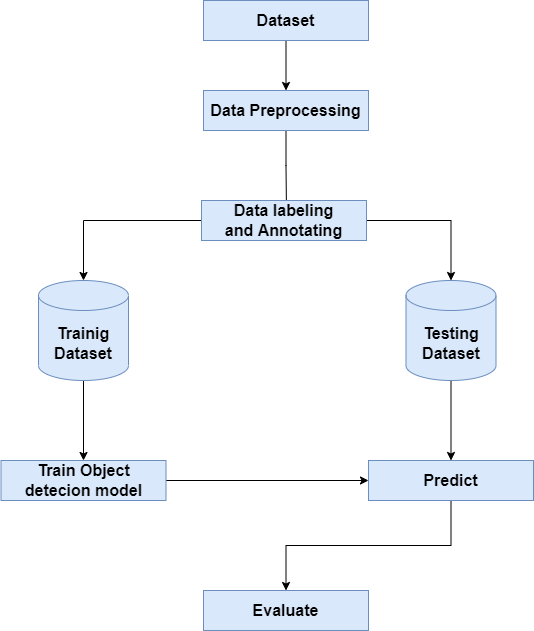 Dataset
Data Preprocessing
Data labeling
and Annotating
Trainig
Dataset
Testing
Dataset
Train Object
detecion model
Predict
Evaluate